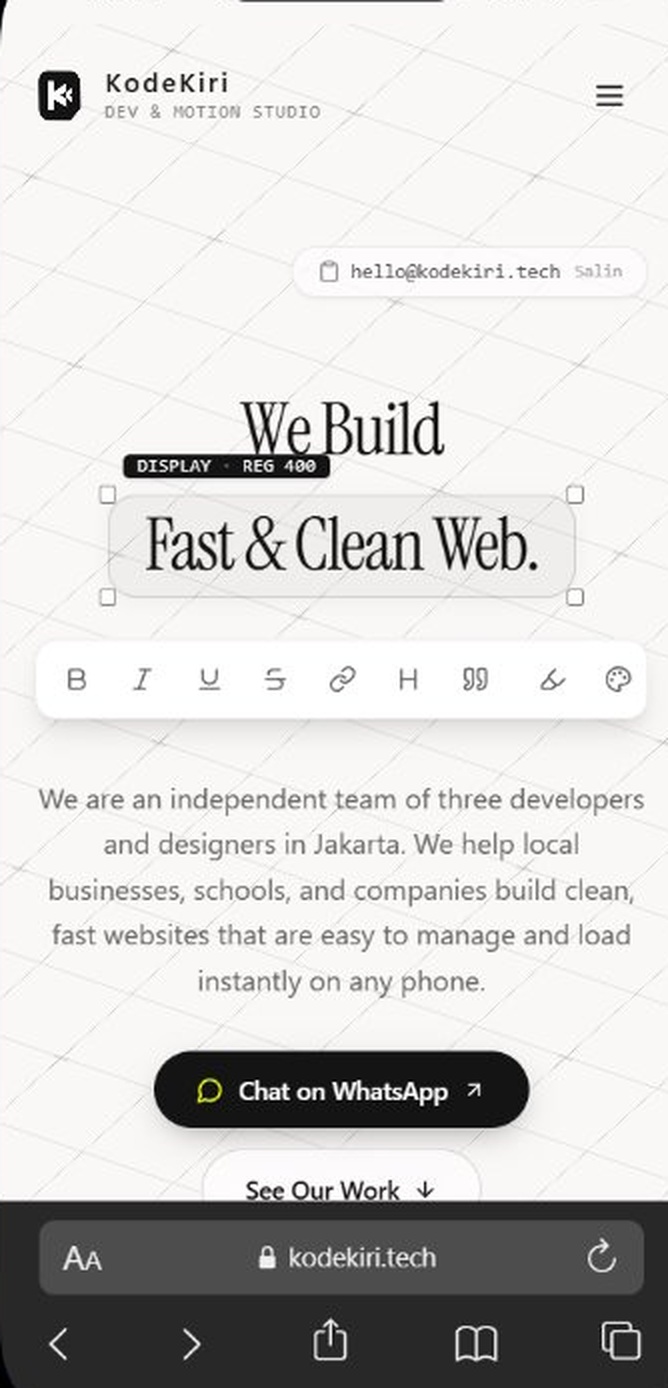 KodeKiri
DEV & MOTION STUDIO
hello@kodekiri.tech Salin
We Build
DISPLAY · REG 400
Fast & Clean Web.
B I U S H
We are an independent team of three developers
and designers in Jakarta. We help local
businesses, schools, and companies build clean,
fast websites that are easy to manage and load
instantly on any phone.
Chat on WhatsApp
See Our Work
AA kodekiri.tech